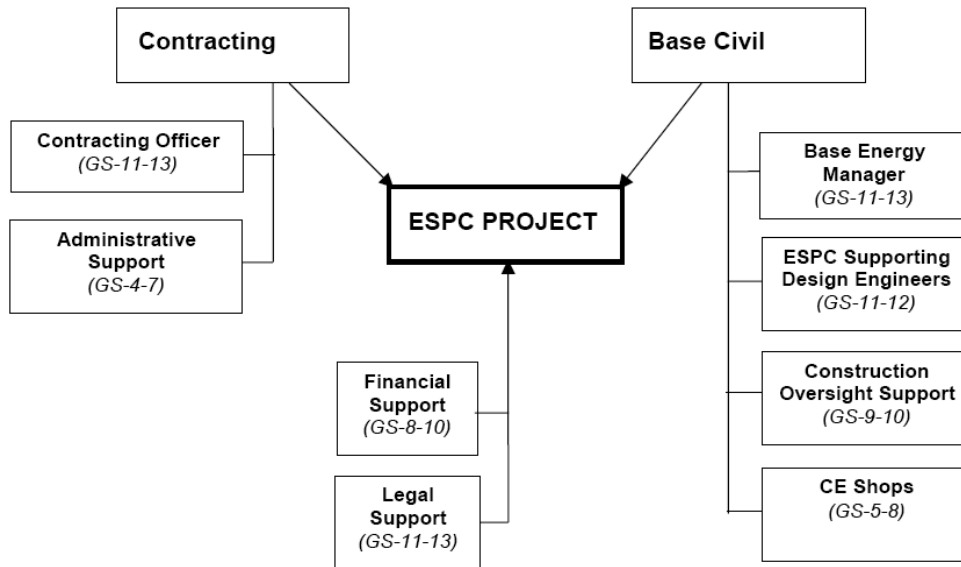 Contracting
Base Civil
Contracting Officer
(GS-11-13)
Administrative
Support
(GS-4-7)
ESPC PROJECT
Base Energy
Manager
(GS-11-13)
ESPC Supporting
Design Engineers
(GS-11-12)
Construction
Oversight Support
(GS-9-10)
CE Shops
(GS-5-8)
Financial
Support
(GS-8-10)
Legal
Support
(GS-11-13)